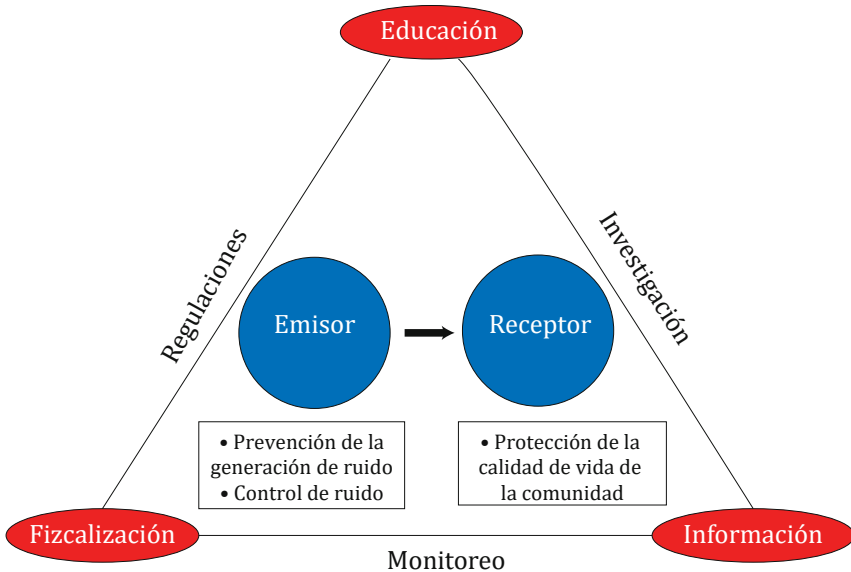 Educación
Regulaciones
Investigación
Emisor
Receptor
• Prevención de la
generación de ruido
• Control de ruido
• Protección de la
calidad de vida de
la comunidad
Fizcalización
Información
Monitoreo